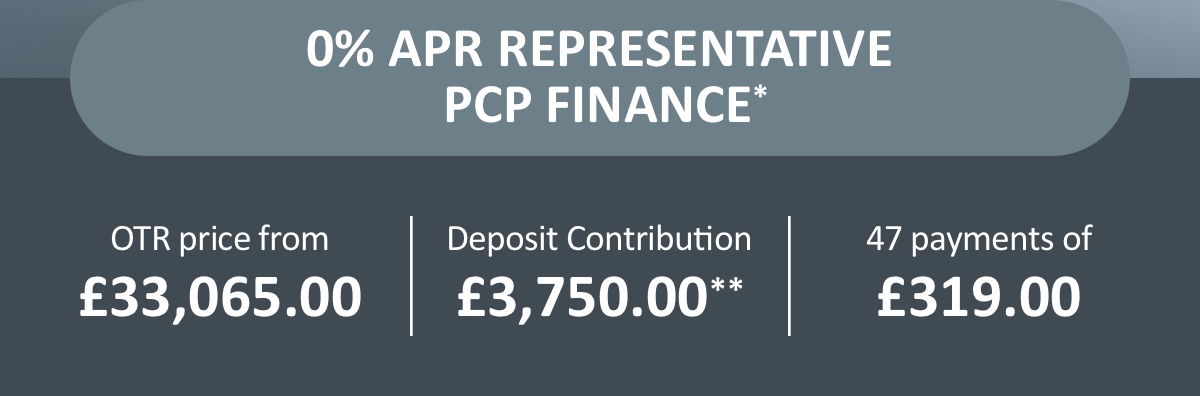 0% APR REPRESENTATIVE
PCP FINANCE*
OTR price from
£33,065.00
Deposit Contribution
£3,750.00**
47 payments of
£319.00